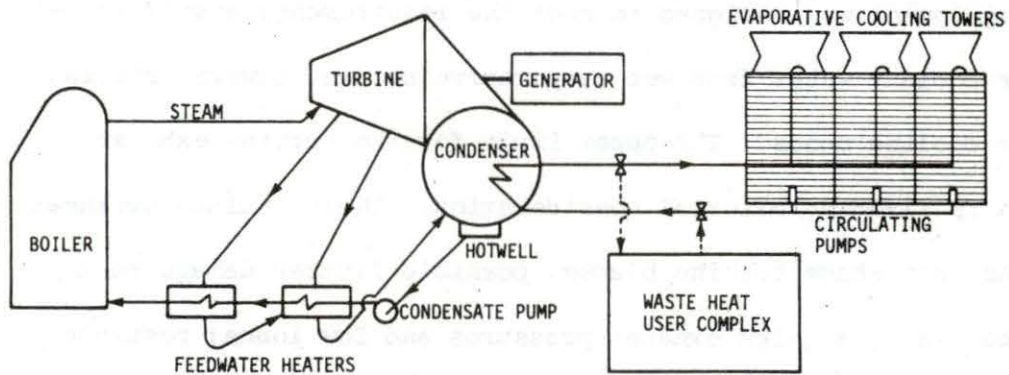 EVAPORATIVE COOLING TOWERS
TURBINE
GENERATOR
STEAM
CONDENSER
BOILER
HOTWELL
CIRCULATING
PUMPS
CONDENSATE PUMP
WASTE HEAT
USER COMPLEX
FEEDWATER HEATERS